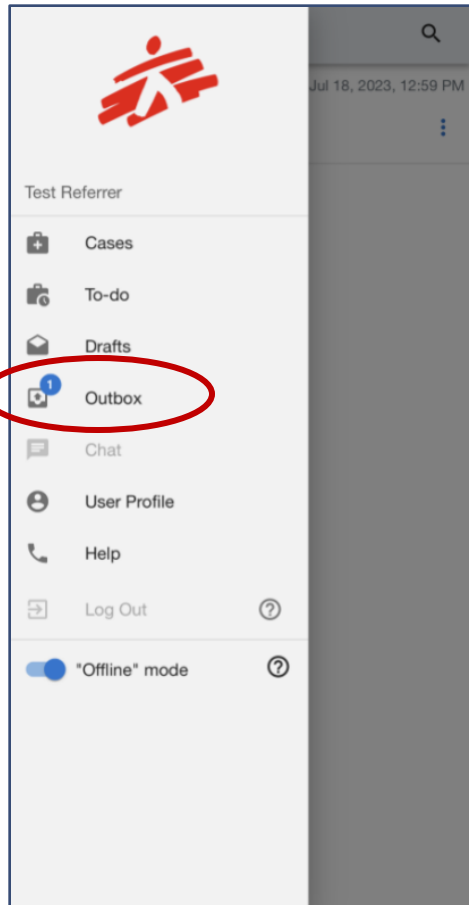 Jul 18, 2023, 12:59 PM
Test Referrer
Cases
To-do
Drafts
1
Outbox
Chat
User Profile
Help
Log Out
"Offline" mode